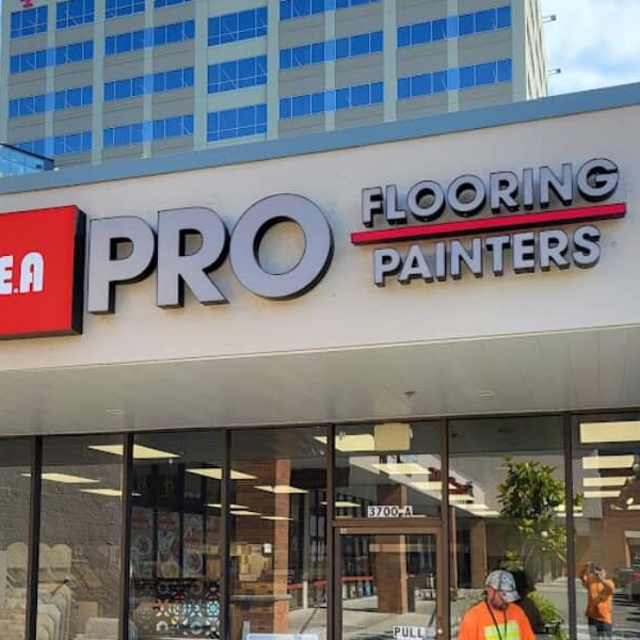 E.A
PRO
FLOORING
PAINTERS
3700-A
PULL